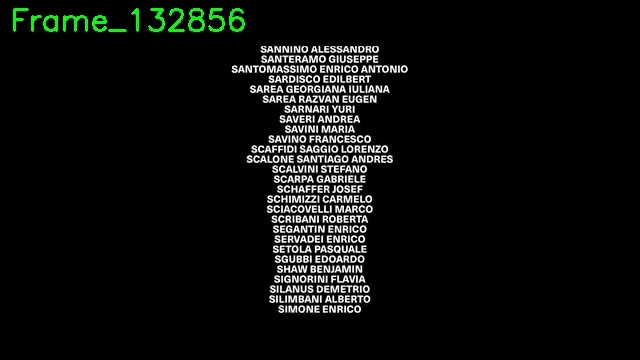 Frame_132856
SANNINO ALESSANDRO
SANTERAMO GIUSEPPE
SANTOMASSIMO ENRICO ANTONIO
SARDISCO EDILBERT
SAREA GEORGIANA IULIANA
SAREA RAZVAN EUGEN
SARNARI YURI
SAVERI ANDREA
SAVINI MARIA
SAVINO FRANCESCO
SCAFFIDI SAGGIO LORENZO
SCALONE SANTIAGO ANDRES
SCALVINI STEFANO
SCARPA GABRIELE
SCHAFFER JOSEF
SCHIMIZZI CARMELO
SCIACOVELLI MARCO
SCRIBANI ROBERTA
SEGANTIN ENRICO
SERVADEI ENRICO
SETOLA PASQUALE
SGUBBI EDOARDO
SHAW BENJAMIN
SIGNORINI FLAVIA
SILANUS DEMETRIO
SILIMBANI ALBERTO
SIMONE ENRICO